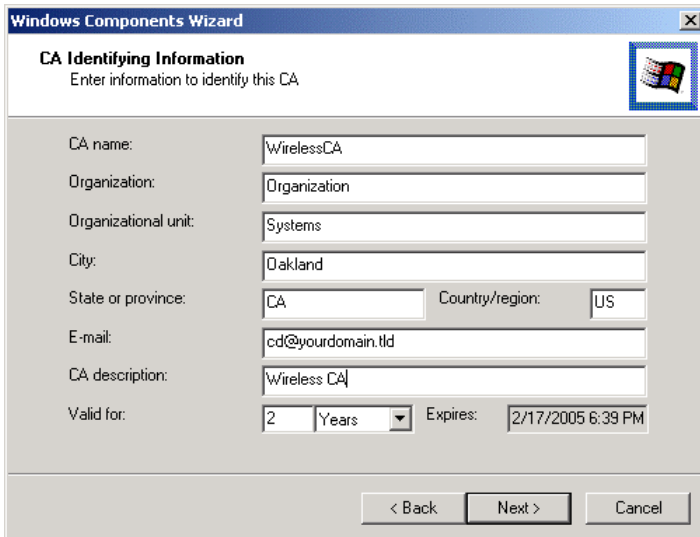 Windows Components Wizard
CA Identifying Information
Enter information to identify this CA
CA name: WirelessCA
Organization: Organization
Organizational unit: Systems
City: Oakland
State or province: CA Country/region: US
E-mail: cd@yourdomain.tld
CA description: Wireless CA
Valid for: 2 Years Expires: 2/17/2005 6:39 PM
< Back Next > Cancel